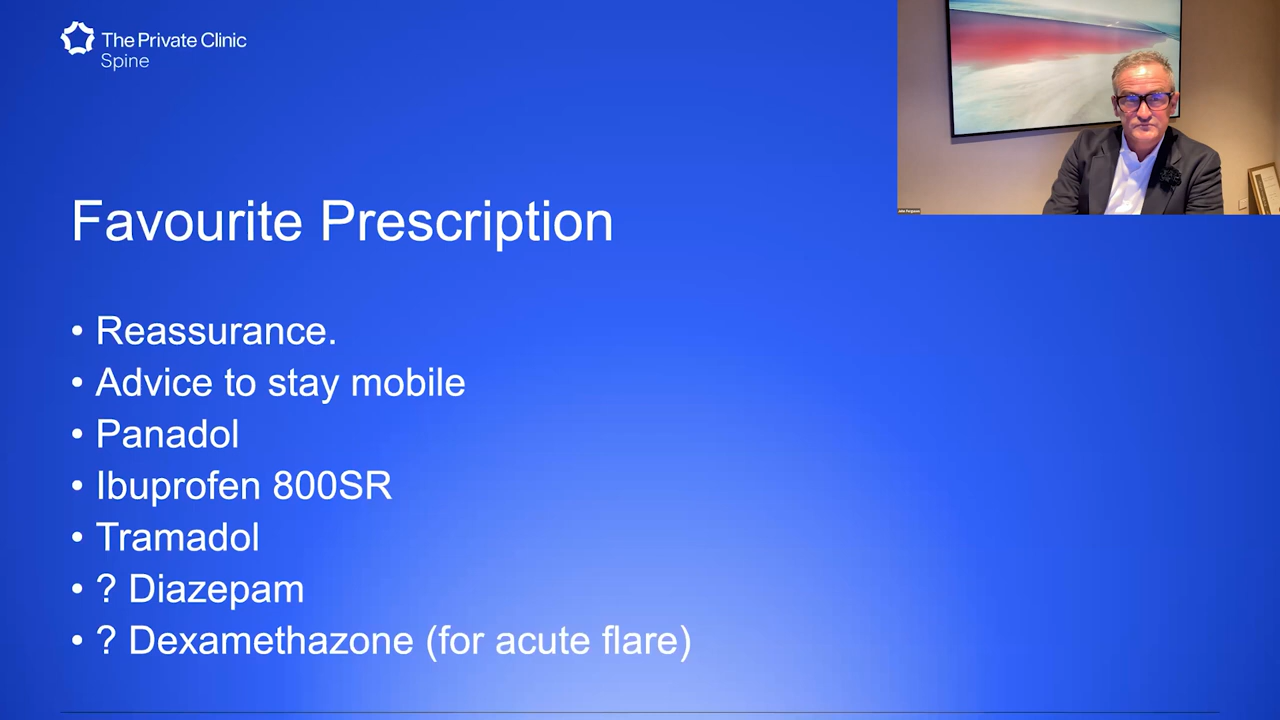 The Private Clinic
Spine
Favourite Prescription
• Reassurance.
• Advice to stay mobile
• Panadol
• Ibuprofen 800SR
• Tramadol
• ? Diazepam
• ? Dexamethazone (for acute flare)